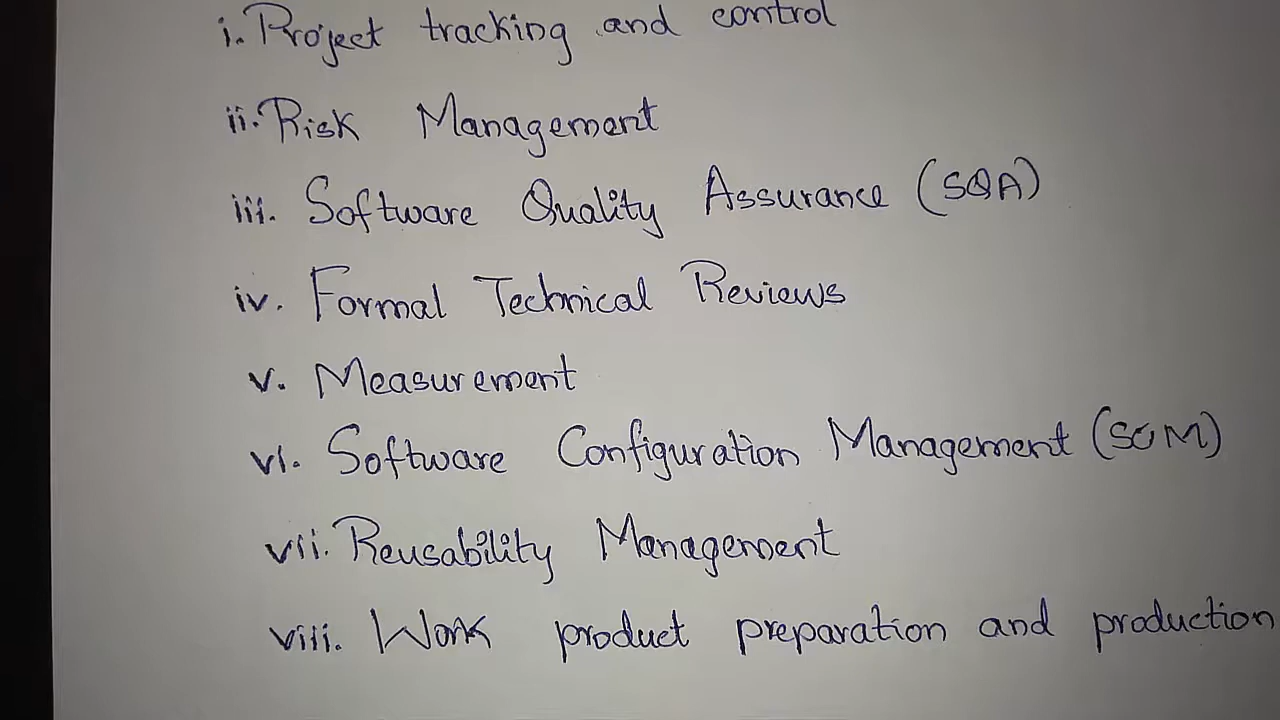 i. Project tracking and control
ii. Risk Management
iii. Software Quality Assurance (SQA)
iv. Formal Technical Reviews
v. Measurement
vi. Software Configuration Management (SCM)
vii. Reusability Management
viii. Work product preparation and production